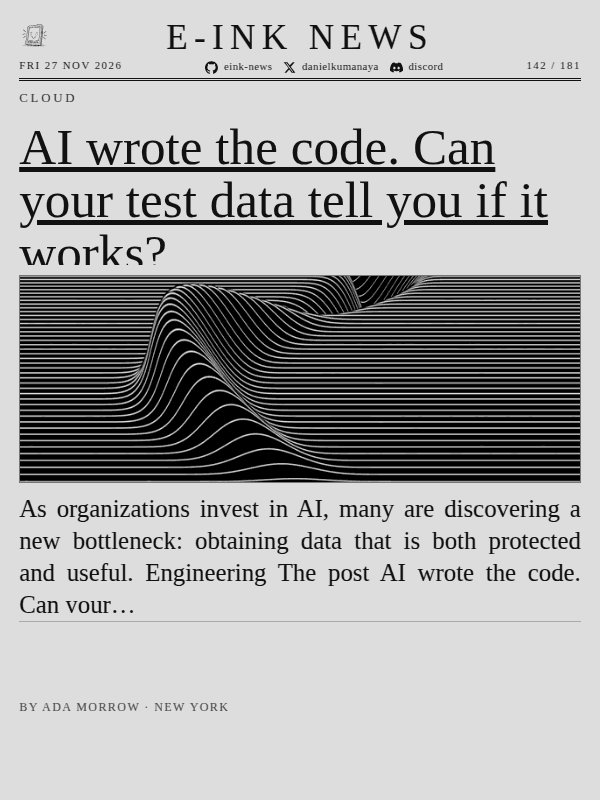 E-INK NEWS
FRI 27 NOV 2026
eink-news danielkumanaya discord
142 / 181
CLOUD
AI wrote the code. Can
your test data tell you if it
works?
As organizations invest in AI, many are discovering a
new bottleneck: obtaining data that is both protected
and useful. Engineering The post AI wrote the code.
Can your…
BY ADA MORROW · NEW YORK